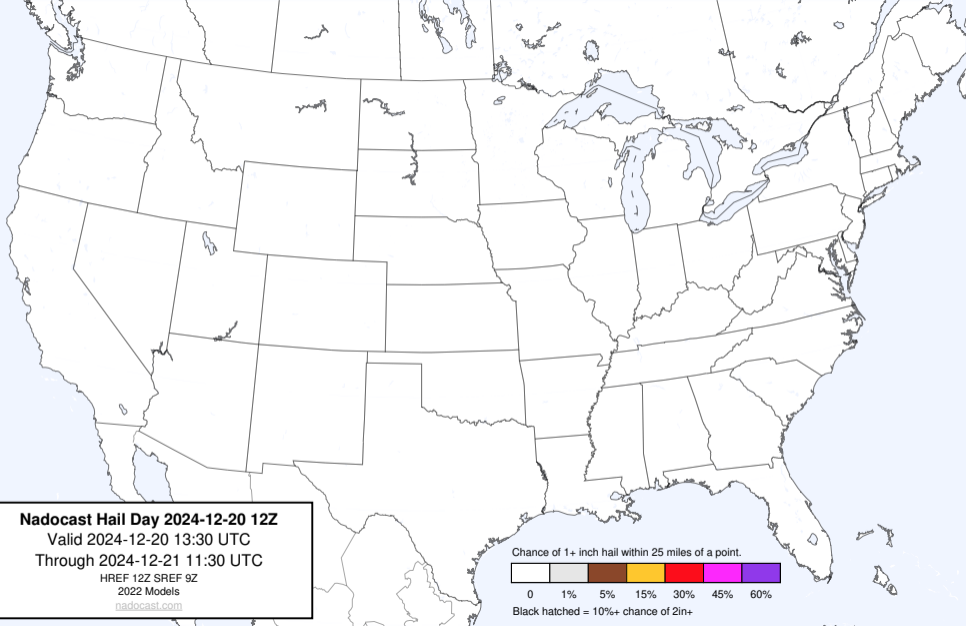 Nadocast Hail Day 2024-12-20 12Z
Valid 2024-12-20 13:30 UTC
Through 2024-12-21 11:30 UTC
HREF 12Z SREF 9Z
2022 Models
nadocast.com
Chance of 1+ inch hail within 25 miles of a point.
0 1% 5% 15% 30% 45% 60%
Black hatched = 10%+ chance of 2in+